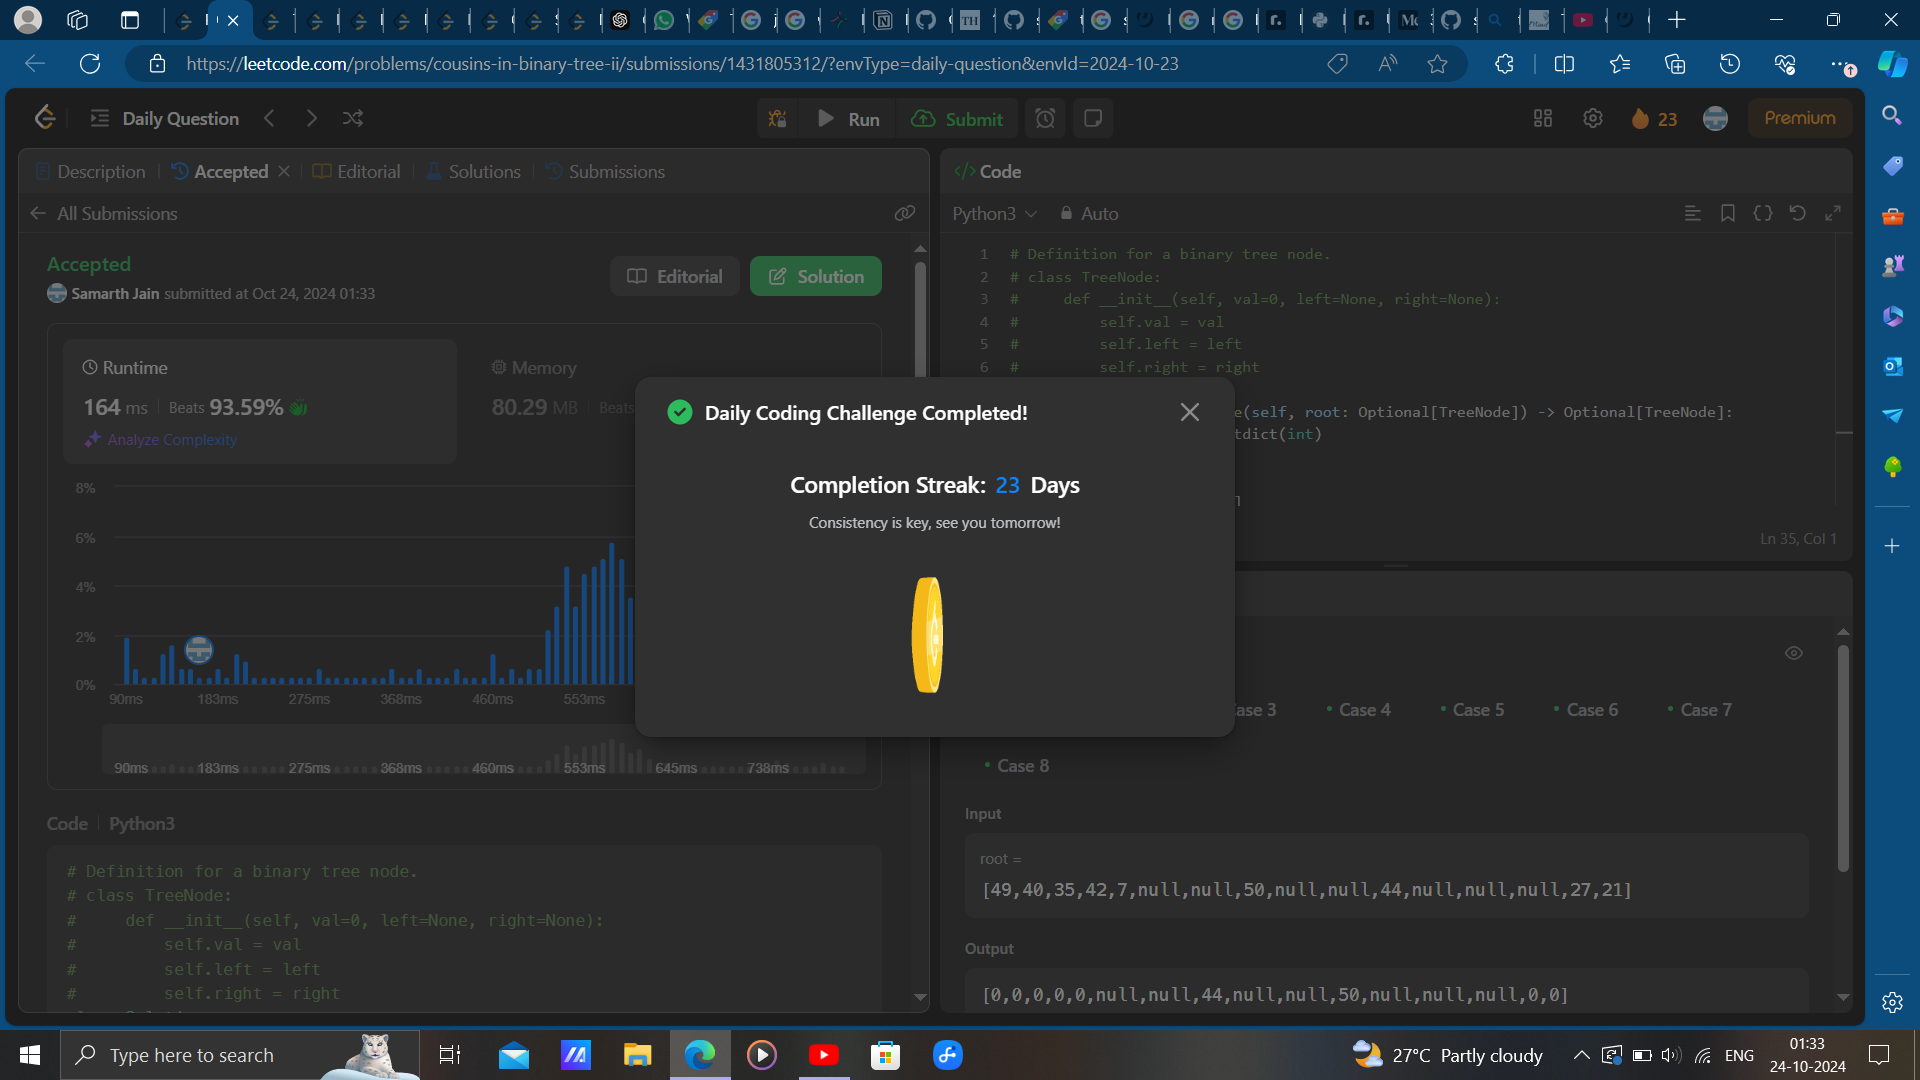 https://leetcode.com/problems/cousins-in-binary-tree-ii/submissions/1431805312/?envType=daily-question&envId=2024-10-23
Daily Question
Run
Submit
23
Premium
Description
Accepted
Editorial
Solutions
Submissions
All Submissions
Accepted
Samarth Jain submitted at Oct 24, 2024 01:33
Editorial
Solution
Runtime
164 ms
Beats 93.59%
Analyze Complexity
Memory
80.29 MB
Beats
8%
6%
4%
2%
0%
90ms 183ms 275ms 368ms 460ms 553ms
90ms 183ms 275ms 368ms 460ms 553ms 645ms 738ms
Code
Python3
# Definition for a binary tree node.
# class TreeNode:
#     def __init__(self, val=0, left=None, right=None):
#         self.val = val
#         self.left = left
#         self.right = right
Daily Coding Challenge Completed!
Completion Streak: 23 Days
Consistency is key, see you tomorrow!
</> Code
Python3
Auto
1 # Definition for a binary tree node.
2 # class TreeNode:
3 #     def __init__(self, val=0, left=None, right=None):
4 #         self.val = val
5 #         self.left = left
6 #         self.right = right
e(self, root: Optional[TreeNode]) -> Optional[TreeNode]:
tdict(int)
Ln 35, Col 1
ase 3
Case 4
Case 5
Case 6
Case 7
Case 8
Input
root =
[49,40,35,42,7,null,null,50,null,null,44,null,null,null,27,21]
Output
[0,0,0,0,0,null,null,44,null,null,50,null,null,null,0,0]
Type here to search
27°C Partly cloudy
ENG
01:33
24-10-2024